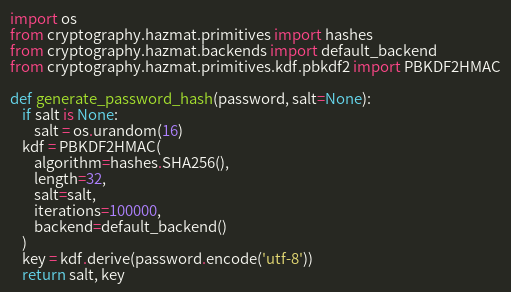 import os
from cryptography.hazmat.primitives import hashes
from cryptography.hazmat.backends import default_backend
from cryptography.hazmat.primitives.kdf.pbkdf2 import PBKDF2HMAC

def generate_password_hash(password, salt=None):
    if salt is None:
        salt = os.urandom(16)
    kdf = PBKDF2HMAC(
        algorithm=hashes.SHA256(),
        length=32,
        salt=salt,
        iterations=100000,
        backend=default_backend()
    )
    key = kdf.derive(password.encode('utf-8'))
    return salt, key